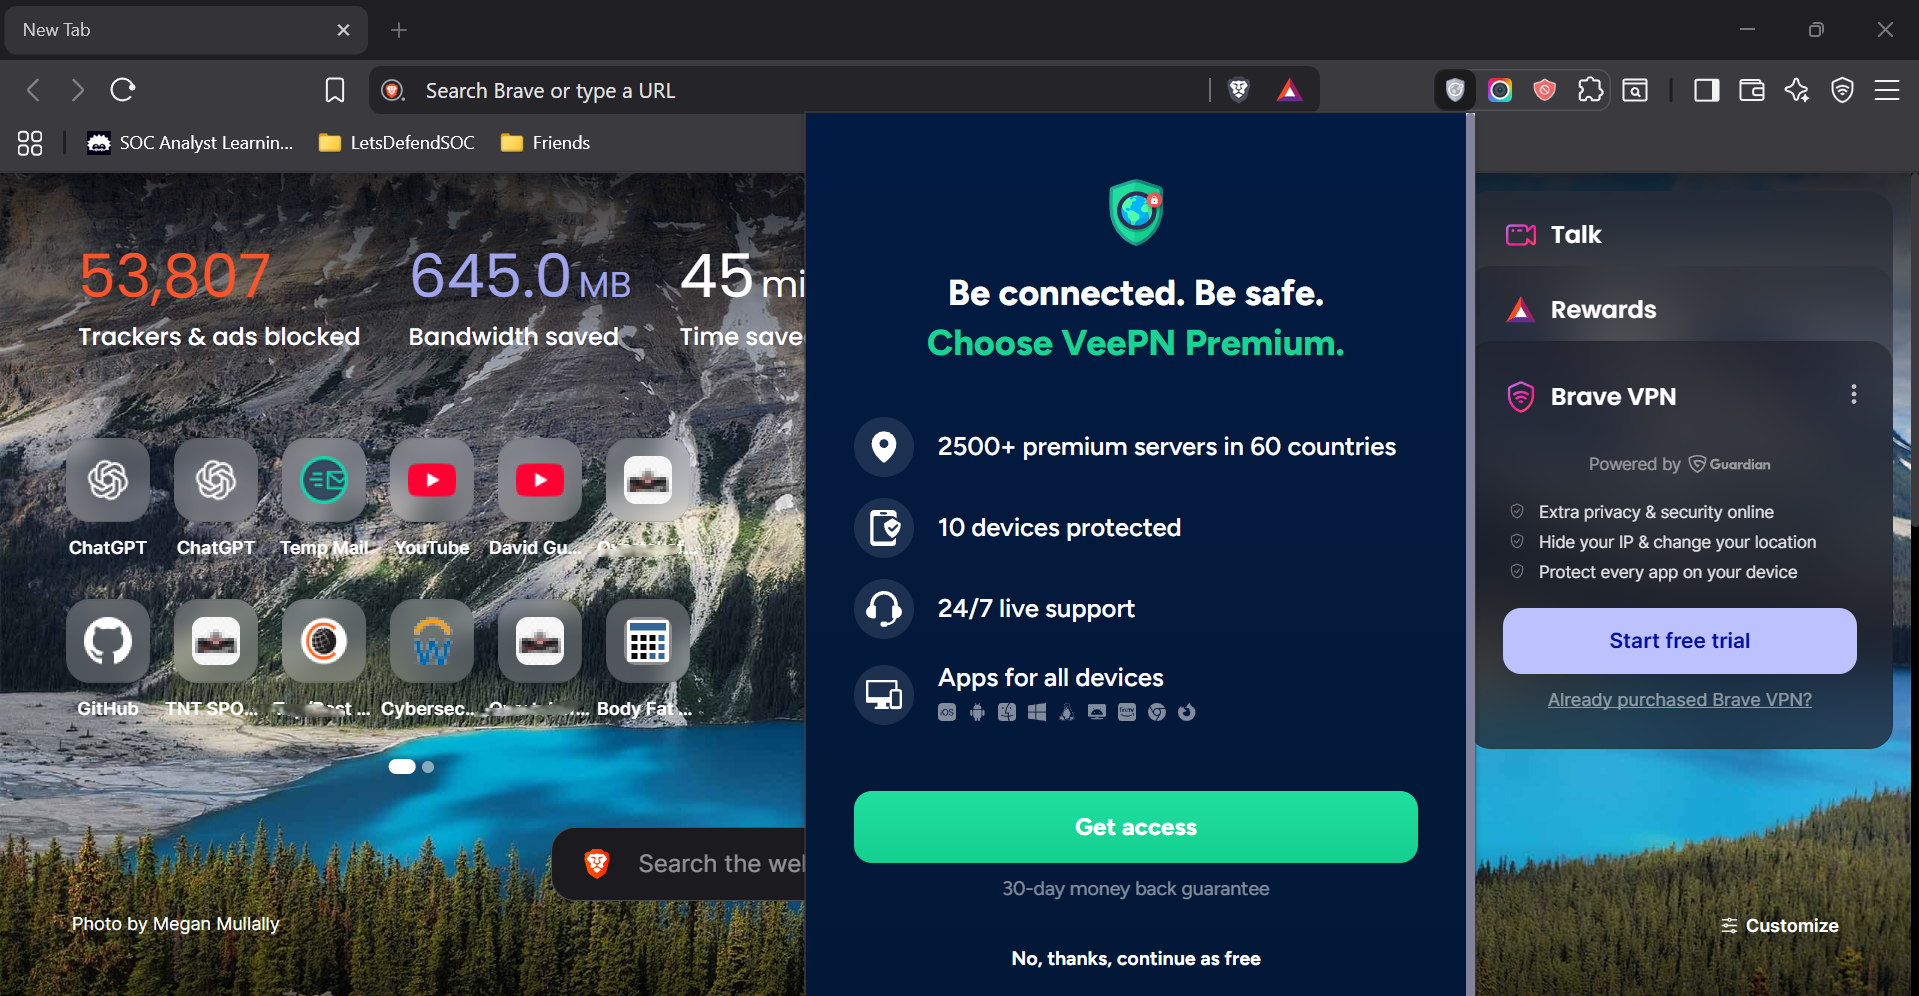 New Tab
Search Brave or type a URL
SOC Analyst Learnin...
LetsDefendSOC
Friends
53,807
Trackers & ads blocked
645.0 MB
Bandwidth saved
45 mi
Time save
ChatGPT
ChatGPT
Temp Mail
YouTube
David Gu...
GitHub
TNT SPO...
Cybersec...
Body Fat ...
Search the we
Photo by Megan Mullally
Be connected. Be safe.
Choose VeePN Premium.
2500+ premium servers in 60 countries
10 devices protected
24/7 live support
Apps for all devices
iOS
firetv
Get access
30-day money back guarantee
No, thanks, continue as free
Talk
Rewards
Brave VPN
Powered by Guardian
Extra privacy & security online
Hide your IP & change your location
Protect every app on your device
Start free trial
Already purchased Brave VPN?
Customize